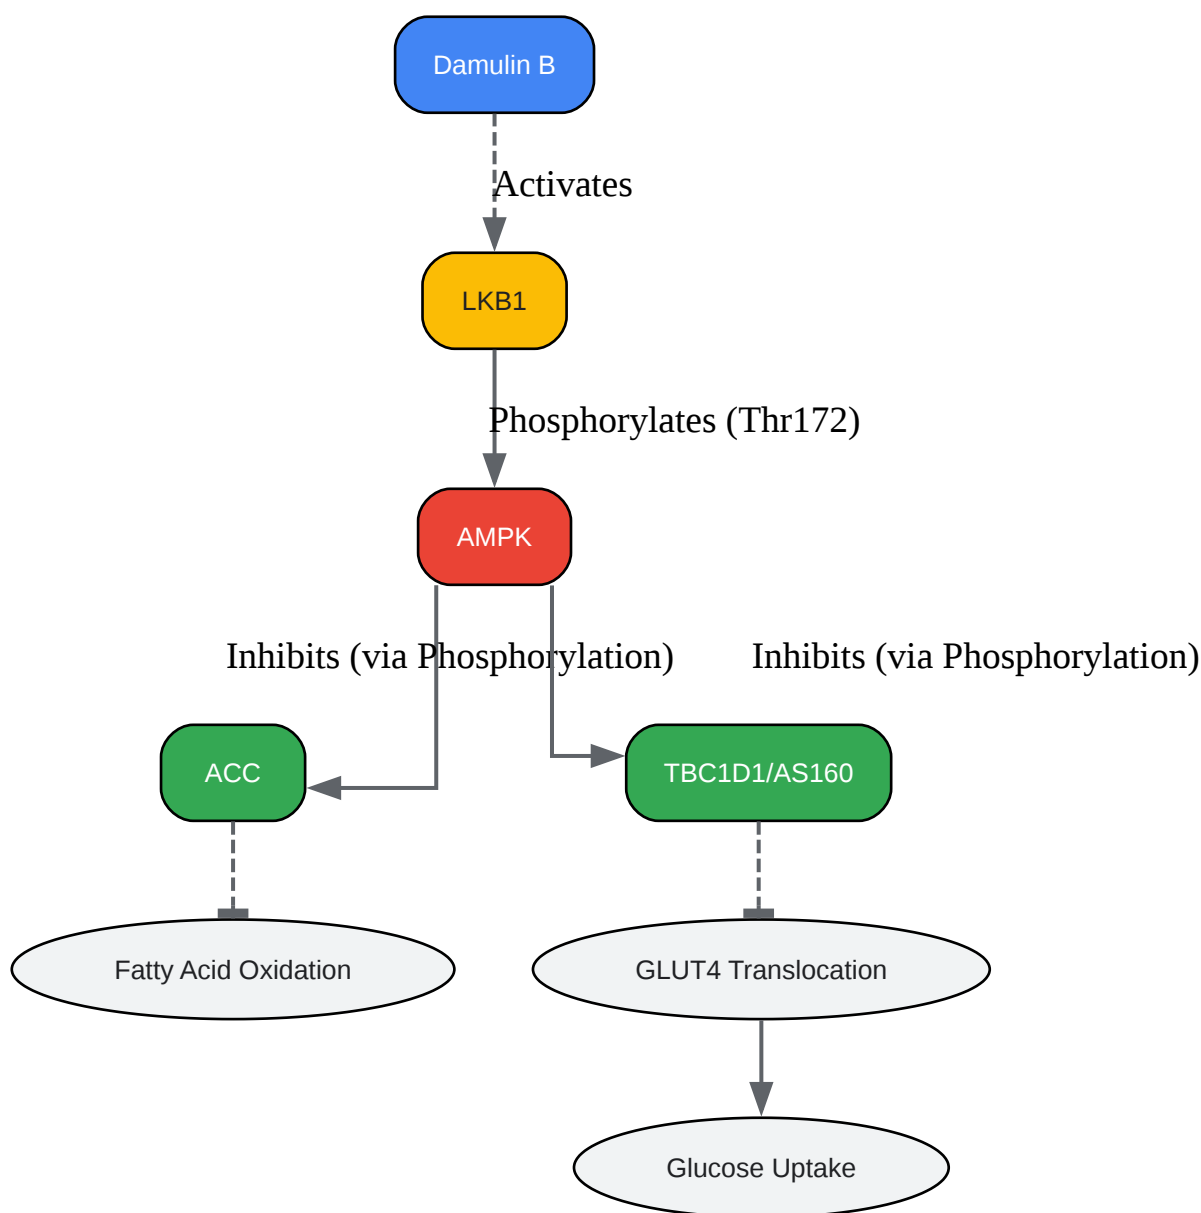 Damulin B
Activates
LKB1
Phosphorylates (Thr172)
AMPK
Inhibits (via Phosphorylation)
Inhibits (via Phosphorylation)
ACC
TBC1D1/AS160
Fatty Acid Oxidation
GLUT4 Translocation
Glucose Uptake